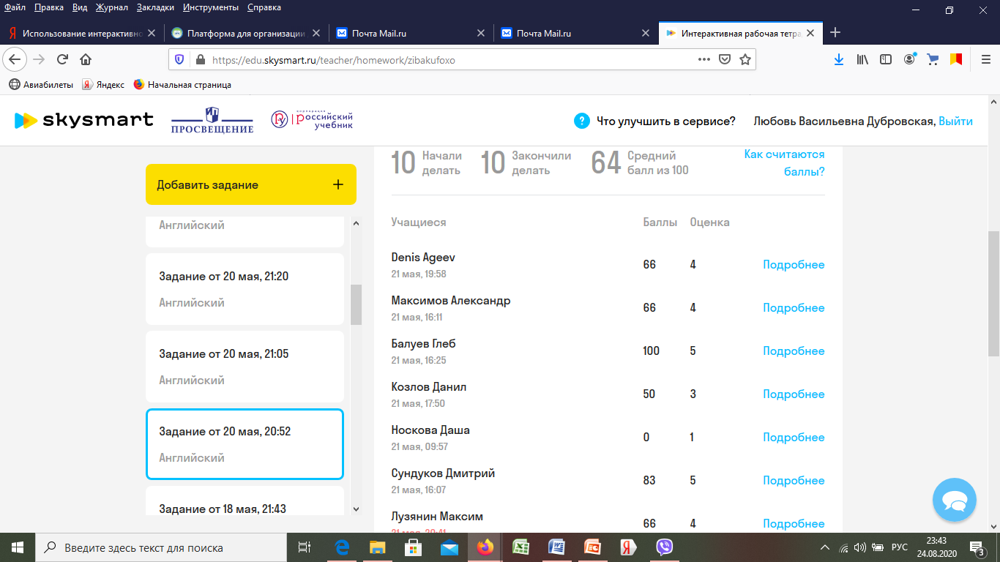 Файл Правка Вид Журнал Закладки Инструменты Справка
Использование интерактивно
Платформа для организации
Почта Mail.ru
Почта Mail.ru
Интерактивная рабочая тетра
https://edu.skysmart.ru/teacher/homework/zibakufoxo
Авиабилеты Яндекс Начальная страница
skysmart
ПРОСВЕЩЕНИЕ
российский
учебник
? Что улучшить в сервисе?
Любовь Васильевна Дубровская, Выйти
Добавить задание +
Английский
Задание от 20 мая, 21:20
Английский
Задание от 20 мая, 21:05
Английский
Задание от 20 мая, 20:52
Английский
Задание от 18 мая, 21:43
10 Начали
делать
10 Закончили
делать
64 Средний
балл из 100
Как считаются
баллы?
Учащиеся Баллы Оценка
Denis Ageev 66 4 Подробнее
21 мая, 19:58
Максимов Александр 66 4 Подробнее
21 мая, 16:11
Балуев Глеб 100 5 Подробнее
21 мая, 16:25
Козлов Данил 50 3 Подробнее
21 мая, 17:50
Носкова Даша 0 1 Подробнее
21 мая, 09:57
Сундуков Дмитрий 83 5 Подробнее
21 мая, 16:07
Лузянин Максим 66 4 Подробнее
Введите здесь текст для поиска
РУС
23:43
24.08.2020
3